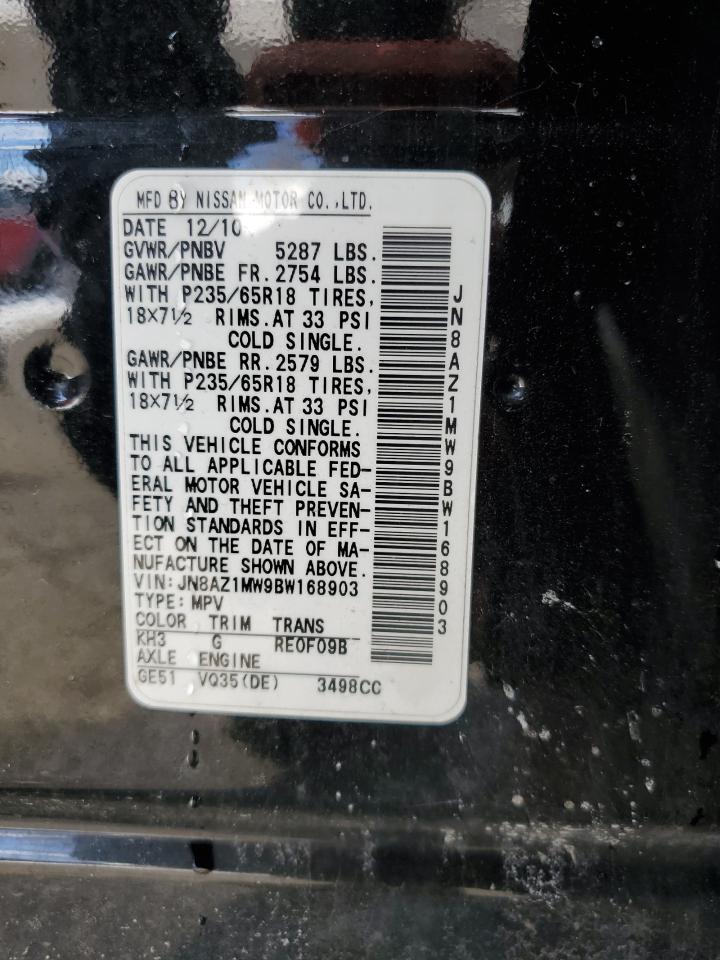 MFD BY NISSAN MOTOR CO.,LTD.
DATE 12/10
GVWR/PNBV 5287 LBS.
GAWR/PNBE FR. 2754 LBS.
WITH P235/65R18 TIRES,
18X7½ RIMS.AT 33 PSI
COLD SINGLE.
GAWR/PNBE RR. 2579 LBS.
WITH P235/65R18 TIRES,
18X7½ RIMS.AT 33 PSI
COLD SINGLE.
THIS VEHICLE CONFORMS
TO ALL APPLICABLE FED-
ERAL MOTOR VEHICLE SA-
FETY AND THEFT PREVEN-
TION STANDARDS IN EFF-
ECT ON THE DATE OF MA-
NUFACTURE SHOWN ABOVE.
VIN:JN8AZ1MW9BW168903
TYPE:MPV
COLOR TRIM TRANS
KH3 G RE0F09B
AXLE ENGINE
GE51 VQ35(DE) 3498CC
JN8AZ1MW9BW168903